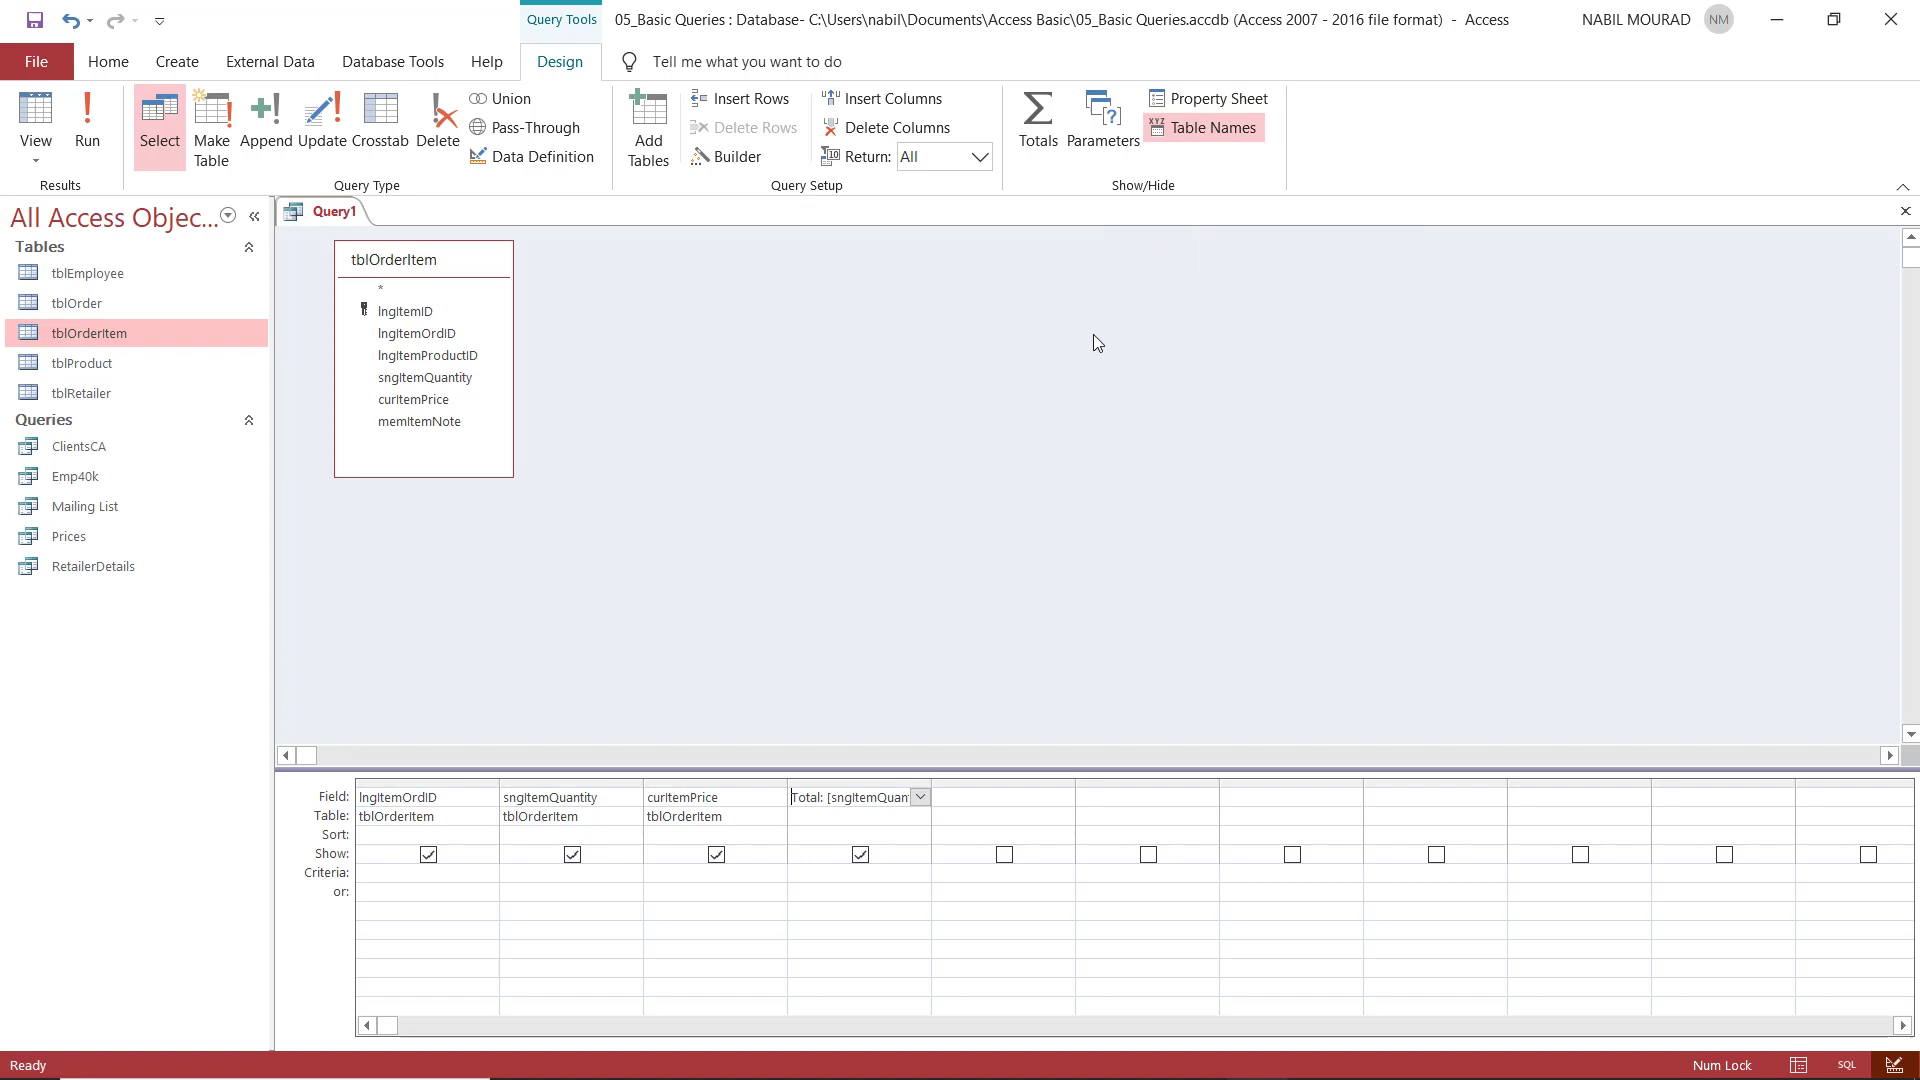 Query Tools
05_Basic Queries : Database- C:\Users\nabil\Documents\Access Basic\05_Basic Queries.accdb (Access 2007 - 2016 file format) - Access
NABIL MOURAD
NM
File
Home
Create
External Data
Database Tools
Help
Design
Tell me what you want to do
View
Run
Results
Select
Make Table
Append
Update
Crosstab
Delete
Union
Pass-Through
Data Definition
Query Type
Add Tables
Insert Rows
Delete Rows
Builder
Insert Columns
Delete Columns
Return: All
Query Setup
Totals
Parameters
Property Sheet
Table Names
Show/Hide
All Access Objec...
Tables
tblEmployee
tblOrder
tblOrderItem
tblProduct
tblRetailer
Queries
ClientsCA
Emp40k
Mailing List
Prices
RetailerDetails
Query1
tblOrderItem
*
lngItemID
lngItemOrdID
lngItemProductID
sngItemQuantity
curItemPrice
memItemNote
Field: lngItemOrdID sngItemQuantity curItemPrice Total: [sngItemQuan
Table: tblOrderItem tblOrderItem tblOrderItem
Sort:
Show:
Criteria:
or:
Ready
Num Lock
SQL